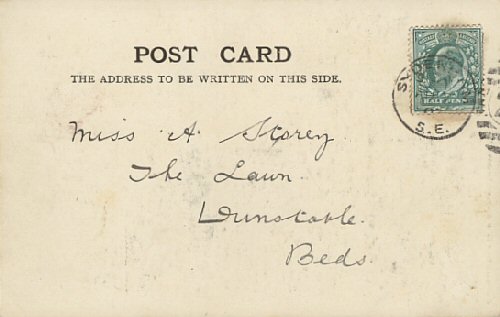 POST CARD
THE ADDRESS TO BE WRITTEN ON THIS SIDE.
HALF PENNY
S.E.
Miss A Storey
The Lawn.
Dunstable.
Beds.